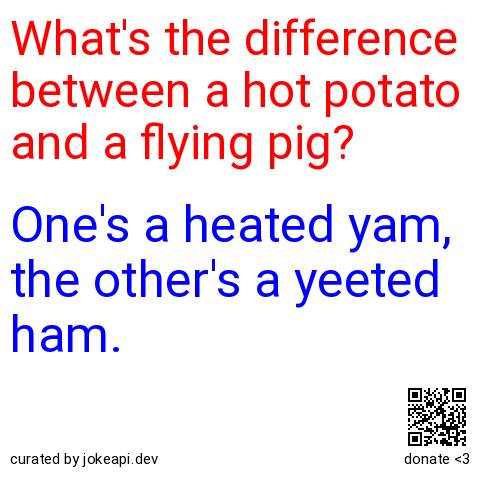 What's the difference
between a hot potato
and a flying pig?
One's a heated yam,
the other's a yeeted
ham.
curated by jokeapi.dev
donate <3